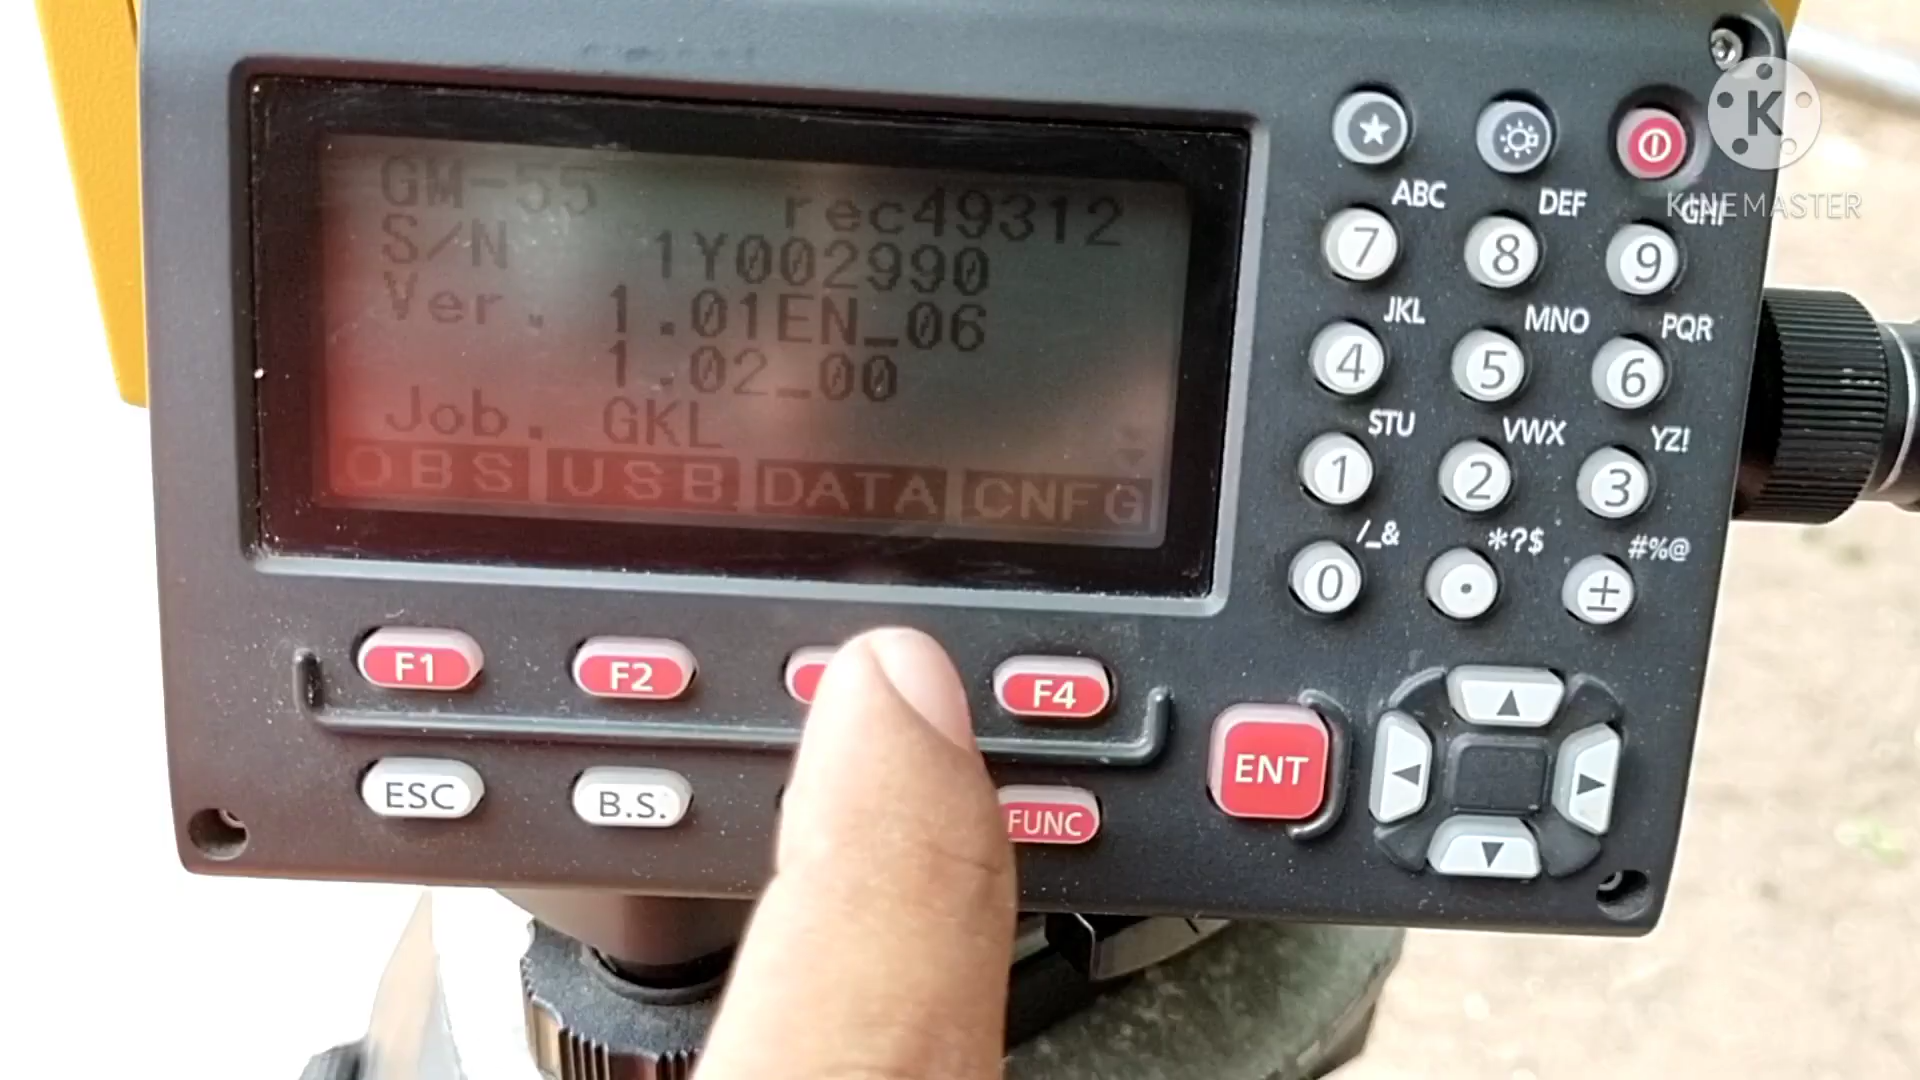 GM-55 rec49312
S/N 1Y002990
Ver. 1.01EN_06
1.02_00
Job. GKL
OBS USB DATA CNFG
F1 F2 F4
ESC B.S. FUNC
ENT
ABC DEF GHI
7 8 9
JKL MNO PQR
4 5 6
STU VWX YZ!
1 2 3
/_& *?$ #%@
0 . ±
K
KINEMASTER